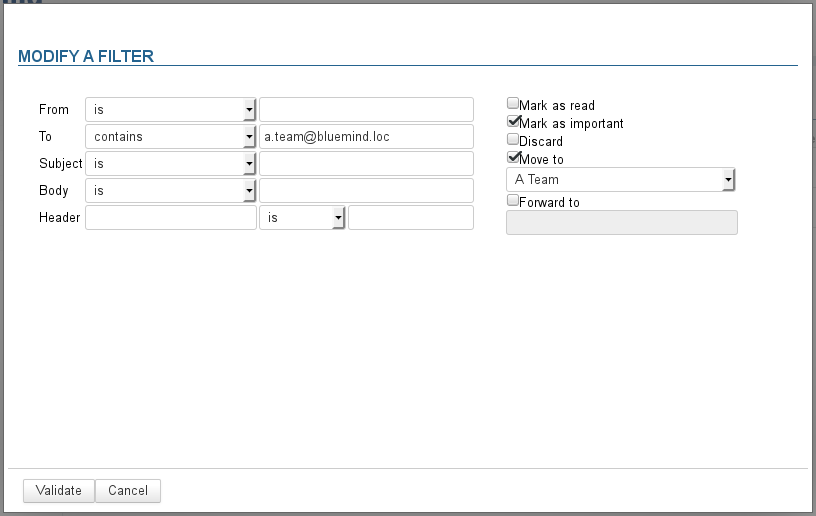 MODIFY A FILTER
From is
To contains a.team@bluemind.loc
Subject is
Body is
Header is
Mark as read
Mark as important
Discard
Move to
A Team
Forward to
Validate Cancel